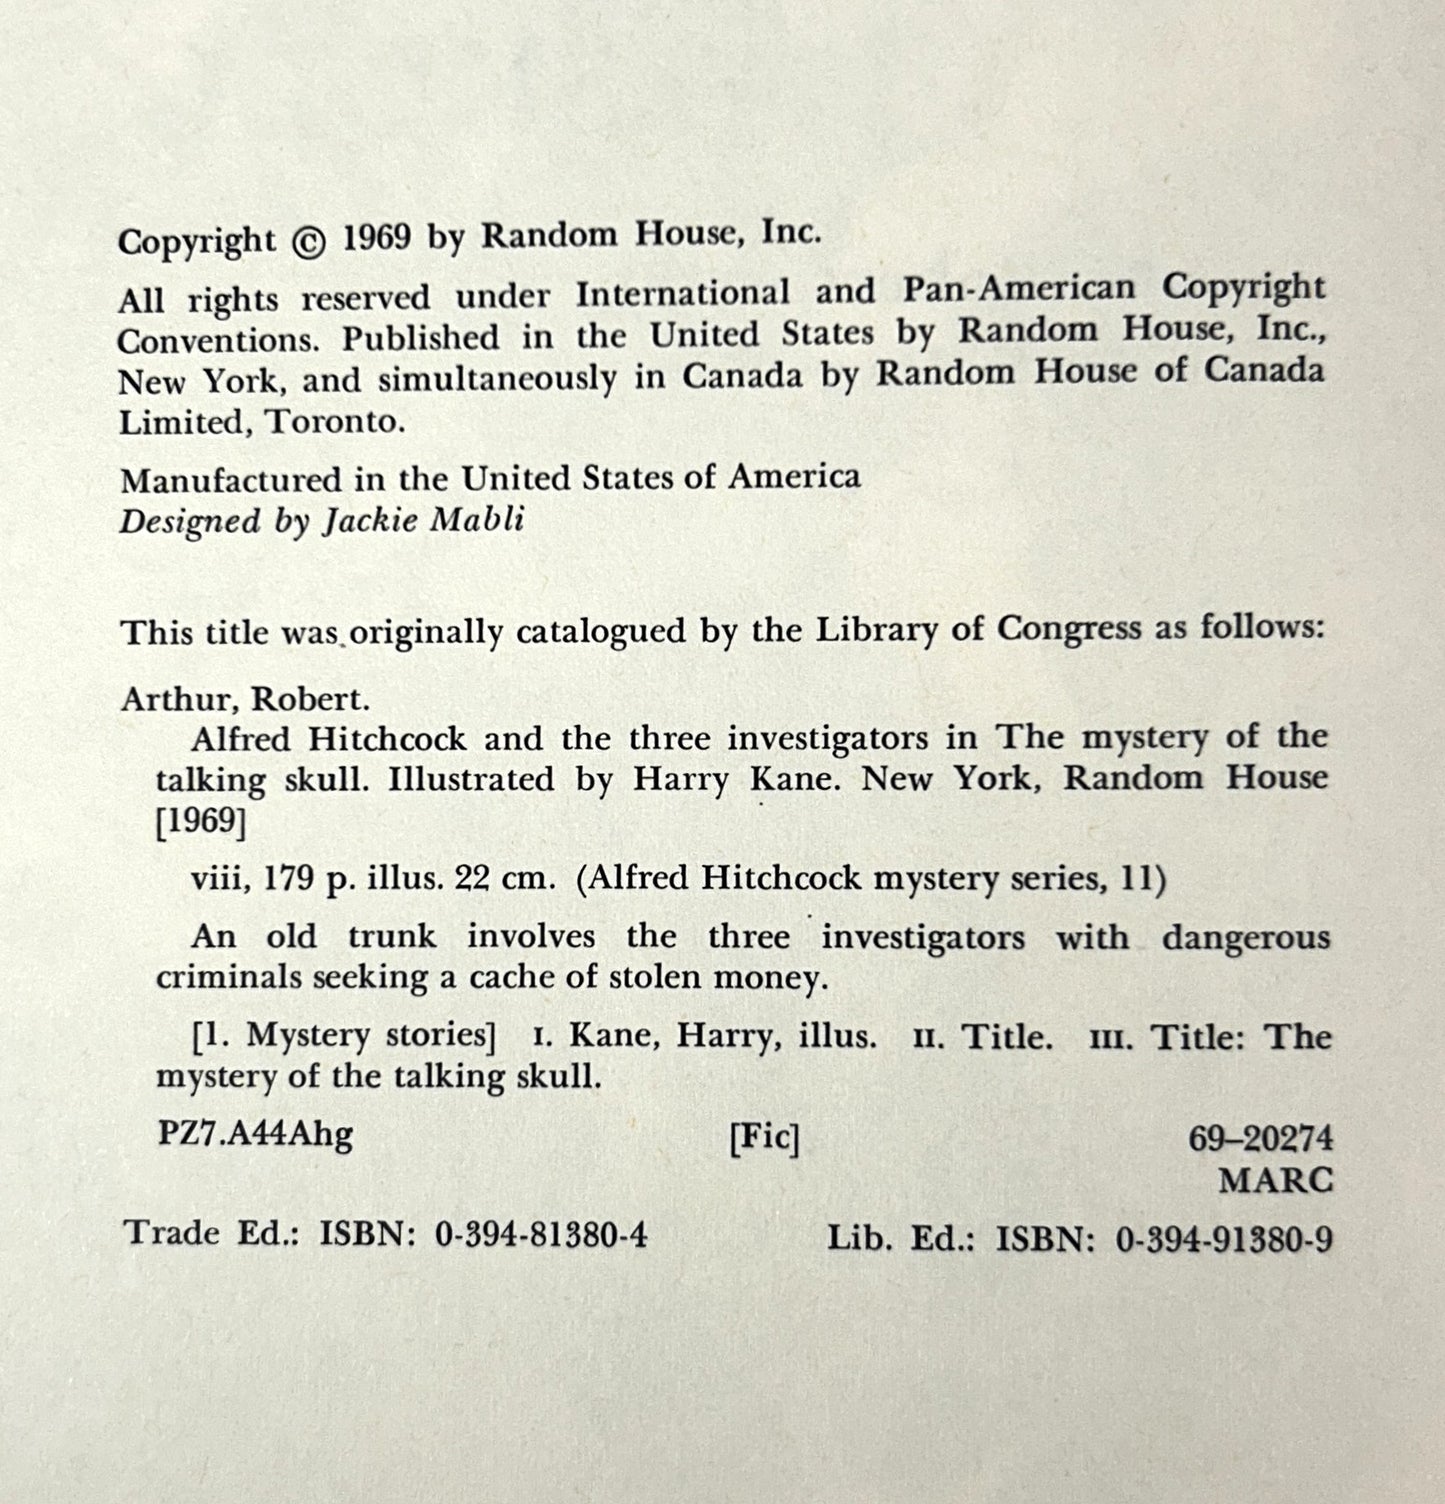 Copyright © 1969 by Random House, Inc.
All rights reserved under International and Pan-American Copyright
Conventions. Published in the United States by Random House, Inc.,
New York, and simultaneously in Canada by Random House of Canada
Limited, Toronto.
Manufactured in the United States of America
Designed by Jackie Mabli
This title was originally catalogued by the Library of Congress as follows:
Arthur, Robert.
Alfred Hitchcock and the three investigators in The mystery of the
talking skull. Illustrated by Harry Kane. New York, Random House
[1969]
viii, 179 p. illus. 22 cm. (Alfred Hitchcock mystery series, 11)
An old trunk involves the three investigators with dangerous
criminals seeking a cache of stolen money.
[1. Mystery stories] I. Kane, Harry, illus. II. Title. III. Title: The
mystery of the talking skull.
PZ7.A44Ahg [Fic] 69–20274
MARC
Trade Ed.: ISBN: 0-394-81380-4 Lib. Ed.: ISBN: 0-394-91380-9